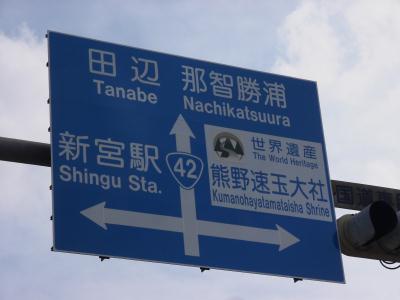 田辺 那智勝浦
Tanabe Nachikatsuura
新宮駅
Shingu Sta.
42
世界遺産
The World Heritage
熊野速玉大社
Kumanohayatamataisha Shrine
国道